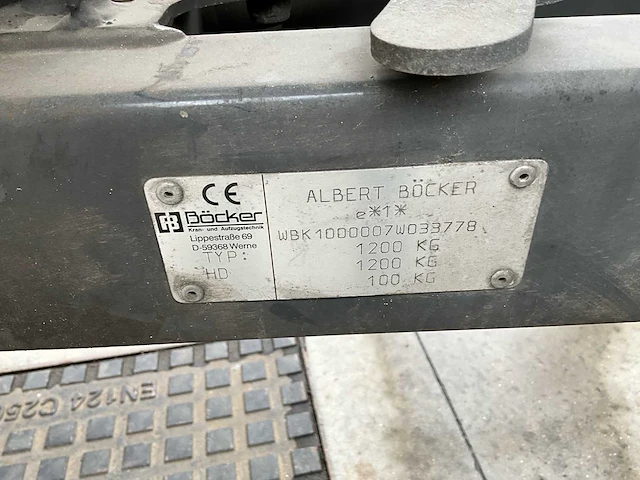 CE
Böcker
Kran- und Aufzugstechnik
Lippestraße 69
D-59368 Werne
TYP:
HD
ALBERT BÖCKER
e*1*
WBK1000007W033778
1200 KG
1200 KG
100 KG
EN124 C250